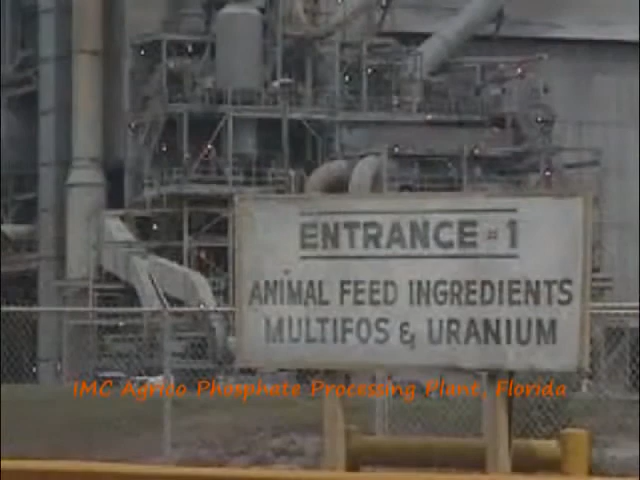 ENTRANCE #1
ANIMAL FEED INGREDIENTS
MULTIFOS & URANIUM
IMC Agrico Phosphate Processing Plant, Florida